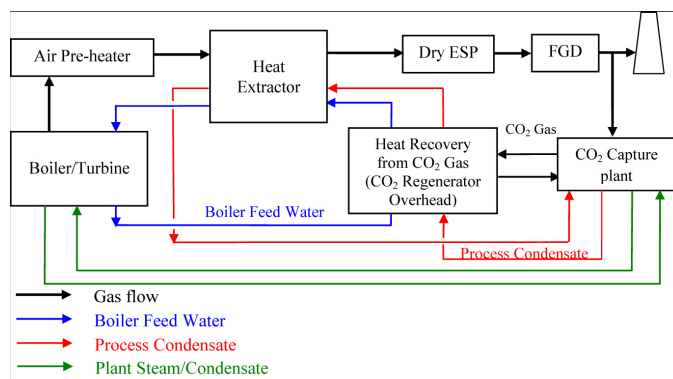 Air Pre-heater
Heat
Extractor
Dry ESP
FGD
CO₂ Gas
Boiler/Turbine
Heat Recovery
from CO₂ Gas
(CO₂ Regenerator
Overhead)
CO₂ Capture
plant
Boiler Feed Water
Process Condensate
Gas flow
Boiler Feed Water
Process Condensate
Plant Steam/Condensate